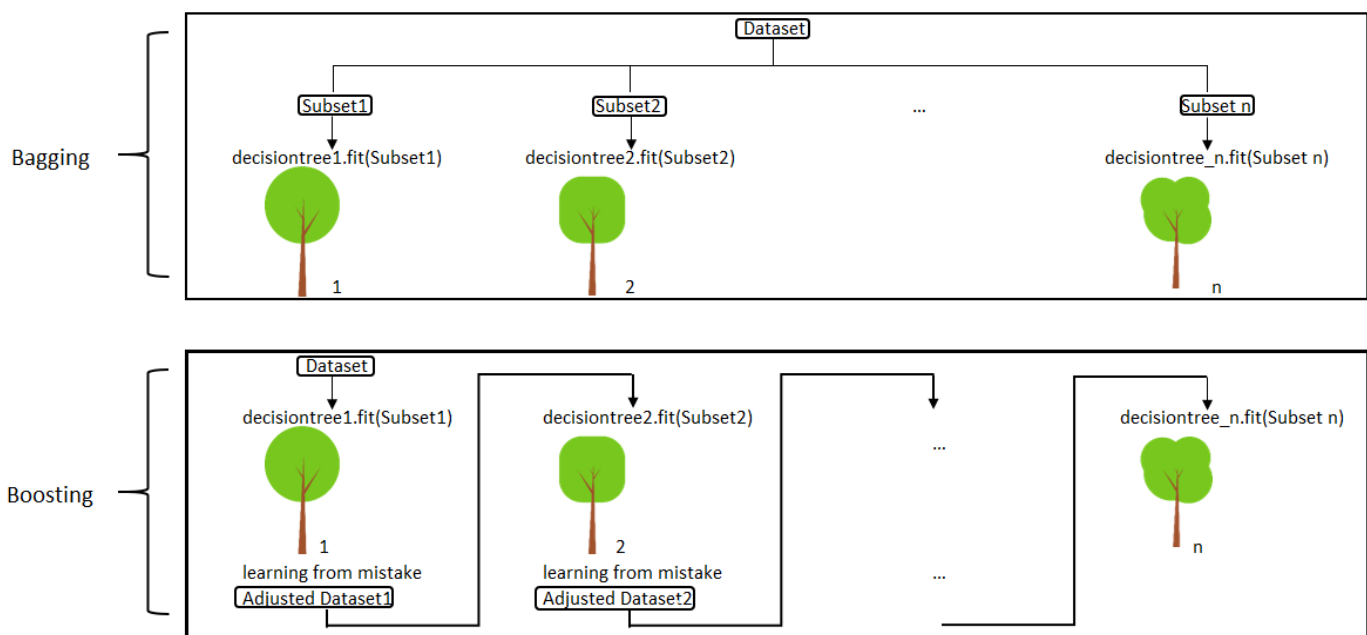 Dataset
Subset1 Subset2 ... Subset n
Bagging
decisiontree1.fit(Subset1) decisiontree2.fit(Subset2) decisiontree_n.fit(Subset n)
1 2 n
Dataset
decisiontree1.fit(Subset1) decisiontree2.fit(Subset2) decisiontree_n.fit(Subset n)
...
Boosting
1 2 n
learning from mistake learning from mistake ...
Adjusted Dataset1 Adjusted Dataset2